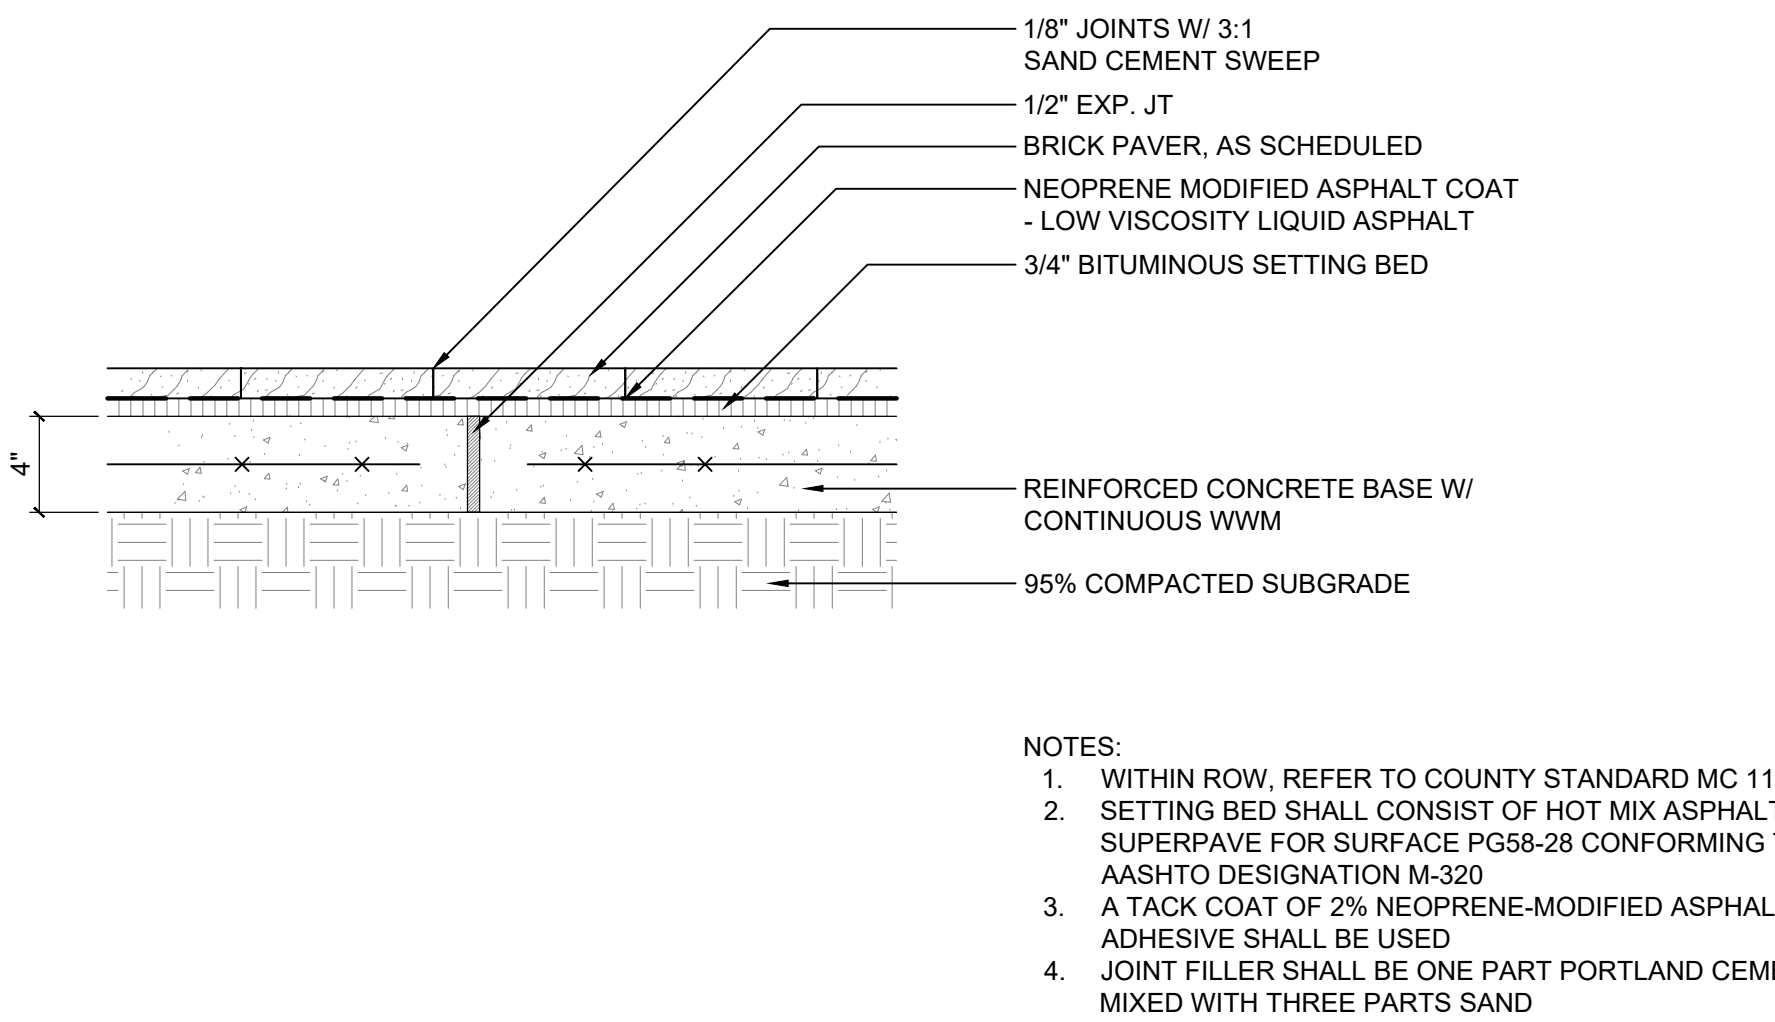 1/8" JOINTS W/ 3:1
SAND CEMENT SWEEP
1/2" EXP. JT
BRICK PAVER, AS SCHEDULED
NEOPRENE MODIFIED ASPHALT COAT
- LOW VISCOSITY LIQUID ASPHALT
3/4" BITUMINOUS SETTING BED
4"
REINFORCED CONCRETE BASE W/
CONTINUOUS WWM
95% COMPACTED SUBGRADE
NOTES:
1. WITHIN ROW, REFER TO COUNTY STANDARD MC 11
2. SETTING BED SHALL CONSIST OF HOT MIX ASPHALT
SUPERPAVE FOR SURFACE PG58-28 CONFORMING
AASHTO DESIGNATION M-320
3. A TACK COAT OF 2% NEOPRENE-MODIFIED ASPHAL
ADHESIVE SHALL BE USED
4. JOINT FILLER SHALL BE ONE PART PORTLAND CEM
MIXED WITH THREE PARTS SAND